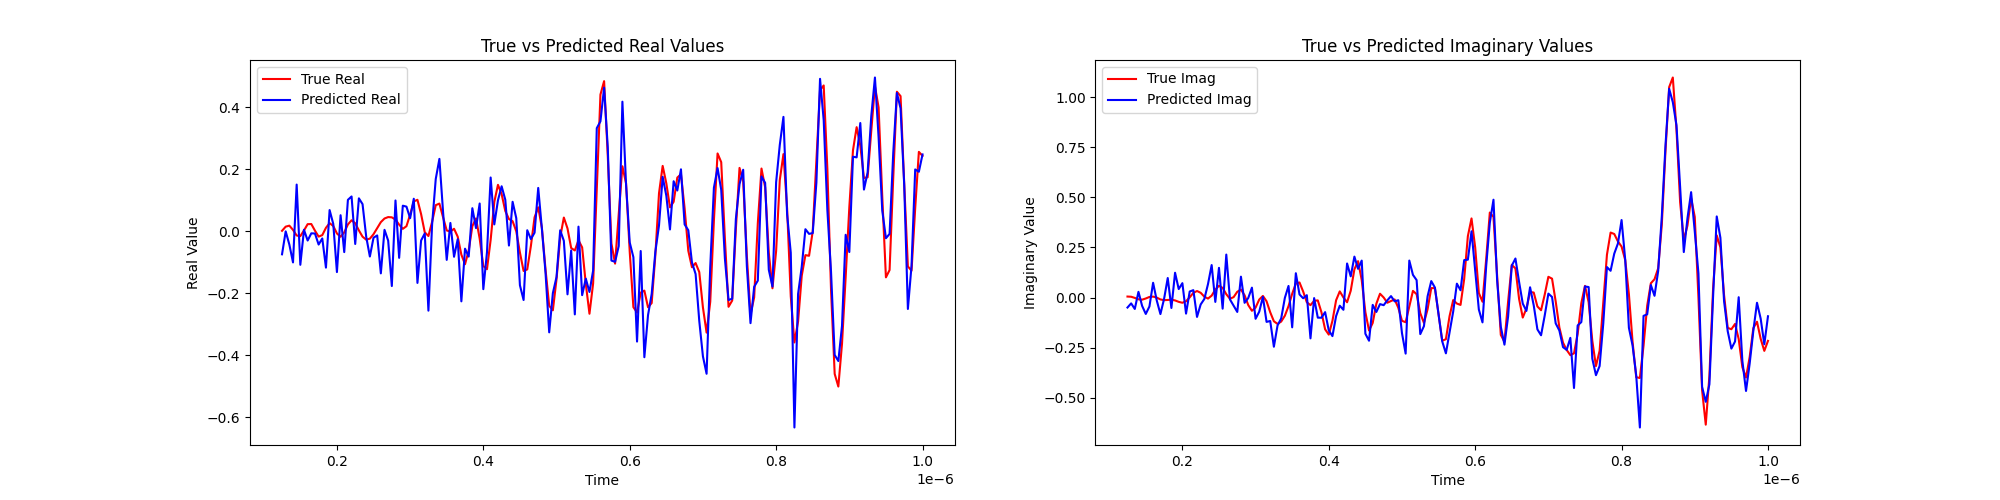 True vs Predicted Real Values
True Real
Predicted Real
Real Value
0.4
0.2
0.0
−0.2
−0.4
−0.6
0.2
0.4
0.6
0.8
1.0
1e−6
Time
True vs Predicted Imaginary Values
True Imag
Predicted Imag
Imaginary Value
1.00
0.75
0.50
0.25
0.00
−0.25
−0.50
0.2
0.4
0.6
0.8
1.0
1e−6
Time